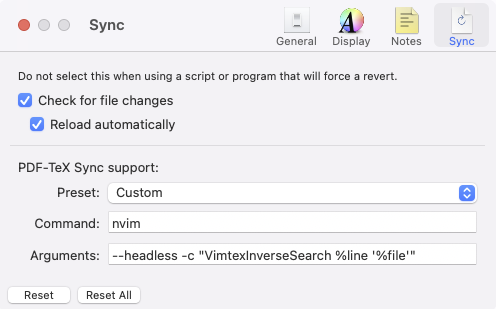 Sync
General
Display
Notes
Sync
Do not select this when using a script or program that will force a revert.
Check for file changes
Reload automatically
PDF-TeX Sync support:
Preset: Custom
Command: nvim
Arguments: --headless -c "VimtexInverseSearch %line '%file'"
Reset Reset All